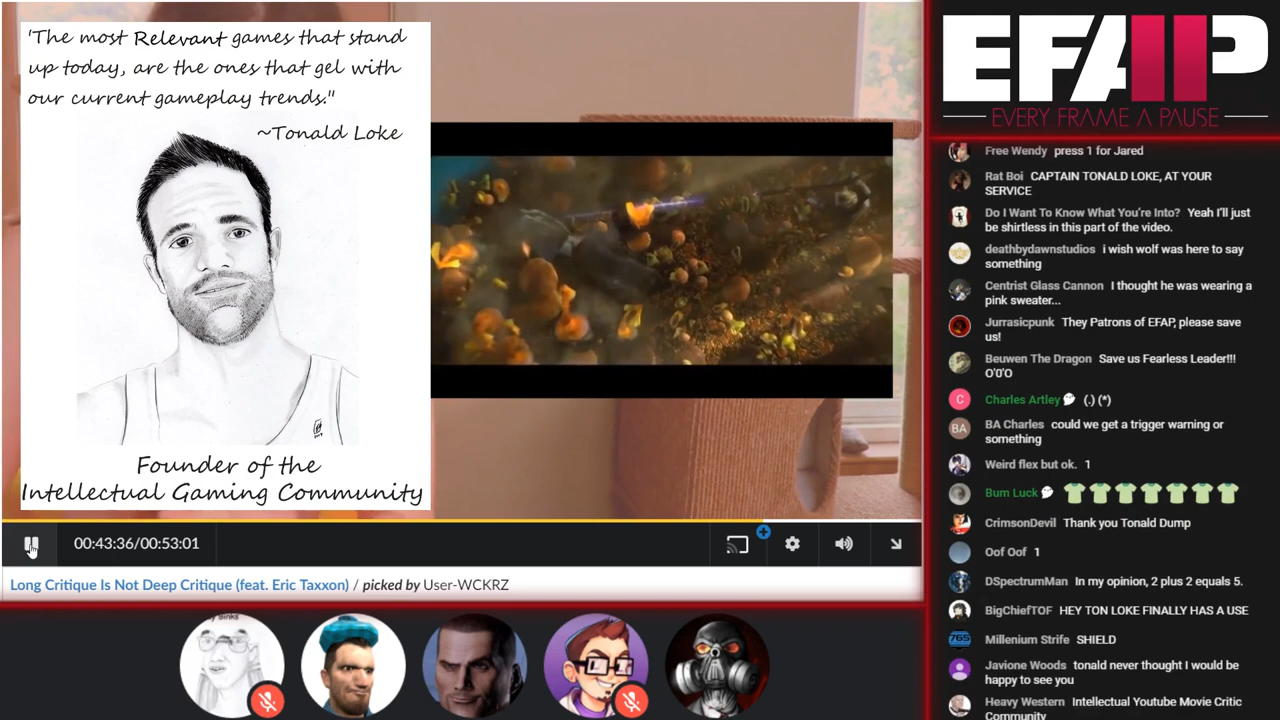 'The most Relevant games that stand
up today, are the ones that gel with
our current gameplay trends."
~Tonald Loke
Founder of the
Intellectual Gaming Community
00:43:36/00:53:01
Long Critique Is Not Deep Critique (feat. Eric Taxxon) / picked by User-WCKRZ
EFAP
EVERY FRAME A PAUSE
Free Wendy press 1 for Jared
Rat Boi CAPTAIN TONALD LOKE, AT YOUR
SERVICE
Do I Want To Know What You're Into? Yeah I'll just
be shirtless in this part of the video.
deathbydawnstudios i wish wolf was here to say
something
Centrist Glass Cannon I thought he was wearing a
pink sweater...
Jurrasicpunk They Patrons of EFAP, please save
us!
Beuwen The Dragon Save us Fearless Leader!!!
O'0'O
C
Charles Artley (.) (*)
BA
BA Charles could we get a trigger warning or
something
Weird flex but ok. 1
Bum Luck
CrimsonDevil Thank you Tonald Dump
Oof Oof 1
DSpectrumMan In my opinion, 2 plus 2 equals 5.
BigChiefTOF HEY TON LOKE FINALLY HAS A USE
Millenium Strife SHIELD
Javione Woods tonald never thought I would be
happy to see you
Heavy Western Intellectual Youtube Movie Critic
Community